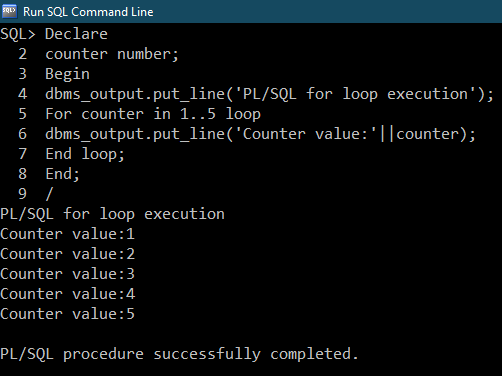 Run SQL Command Line
SQL> Declare
2 counter number;
3 Begin
4 dbms_output.put_line('PL/SQL for loop execution');
5 For counter in 1..5 loop
6 dbms_output.put_line('Counter value:'||counter);
7 End loop;
8 End;
9 /
PL/SQL for loop execution
Counter value:1
Counter value:2
Counter value:3
Counter value:4
Counter value:5
PL/SQL procedure successfully completed.